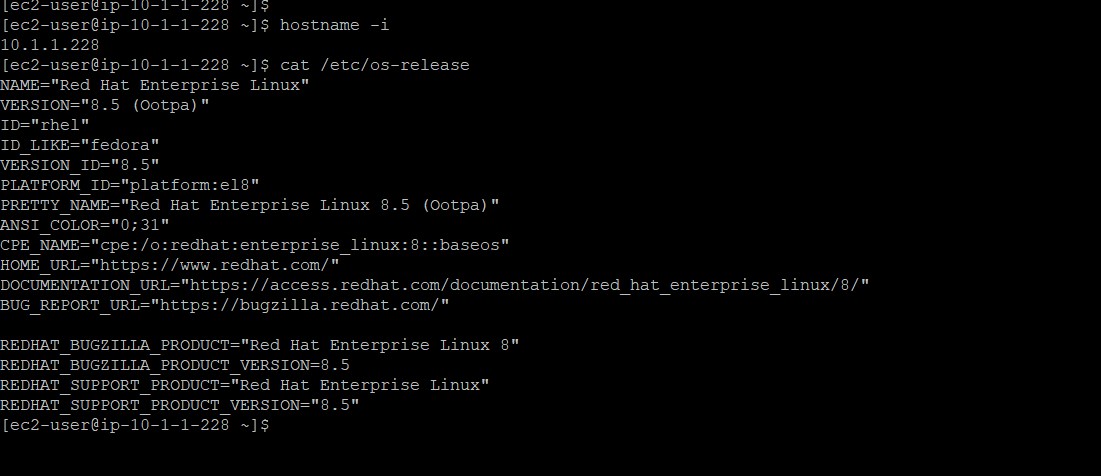 [ec2-user@ip-10-1-1-228 ~]$
[ec2-user@ip-10-1-1-228 ~]$ hostname -i
10.1.1.228
[ec2-user@ip-10-1-1-228 ~]$ cat /etc/os-release
NAME="Red Hat Enterprise Linux"
VERSION="8.5 (Ootpa)"
ID="rhel"
ID_LIKE="fedora"
VERSION_ID="8.5"
PLATFORM_ID="platform:el8"
PRETTY_NAME="Red Hat Enterprise Linux 8.5 (Ootpa)"
ANSI_COLOR="0;31"
CPE_NAME="cpe:/o:redhat:enterprise_linux:8::baseos"
HOME_URL="https://www.redhat.com/"
DOCUMENTATION_URL="https://access.redhat.com/documentation/red_hat_enterprise_linux/8/"
BUG_REPORT_URL="https://bugzilla.redhat.com/"

REDHAT_BUGZILLA_PRODUCT="Red Hat Enterprise Linux 8"
REDHAT_BUGZILLA_PRODUCT_VERSION=8.5
REDHAT_SUPPORT_PRODUCT="Red Hat Enterprise Linux"
REDHAT_SUPPORT_PRODUCT_VERSION="8.5"
[ec2-user@ip-10-1-1-228 ~]$